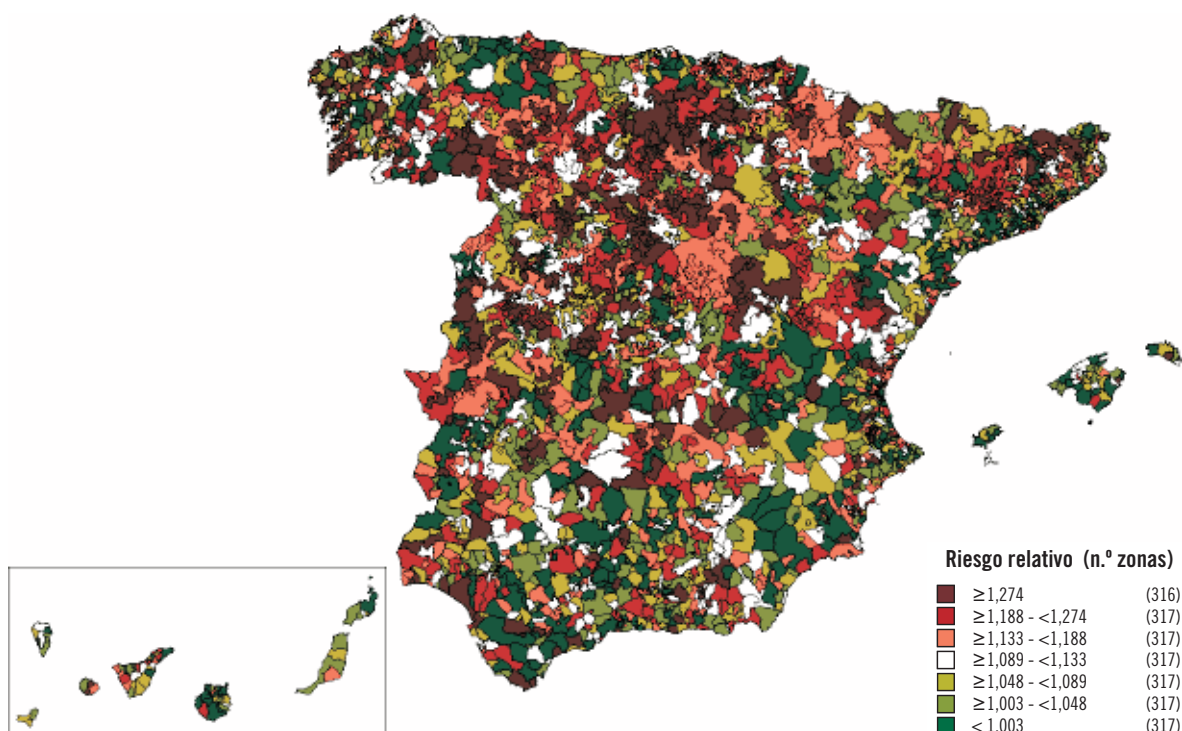 Riesgo relativo (n.º zonas)
≥1,274 (316)
≥1,188 - <1,274 (317)
≥1,133 - <1,188 (317)
≥1,089 - <1,133 (317)
≥1,048 - <1,089 (317)
≥1,003 - <1,048 (317)
<1,003 (317)